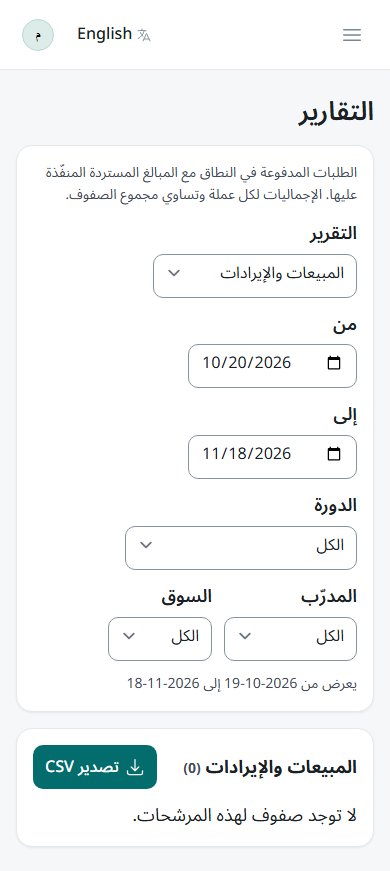 م
English
التقارير
الطلبات المدفوعة في النطاق مع المبالغ المستردة المنفّذة
عليها. الإجماليات لكل عملة وتساوي مجموع الصفوف.
التقرير
المبيعات والإيرادات
من
10/20/2026
إلى
11/18/2026
الدورة
الكل
المدرّب
السوق
الكل
الكل
يعرض من 2026-10-19 إلى 2026-11-18
المبيعات والإيرادات (0)
تصدير CSV
لا توجد صفوف لهذه المرشحات.